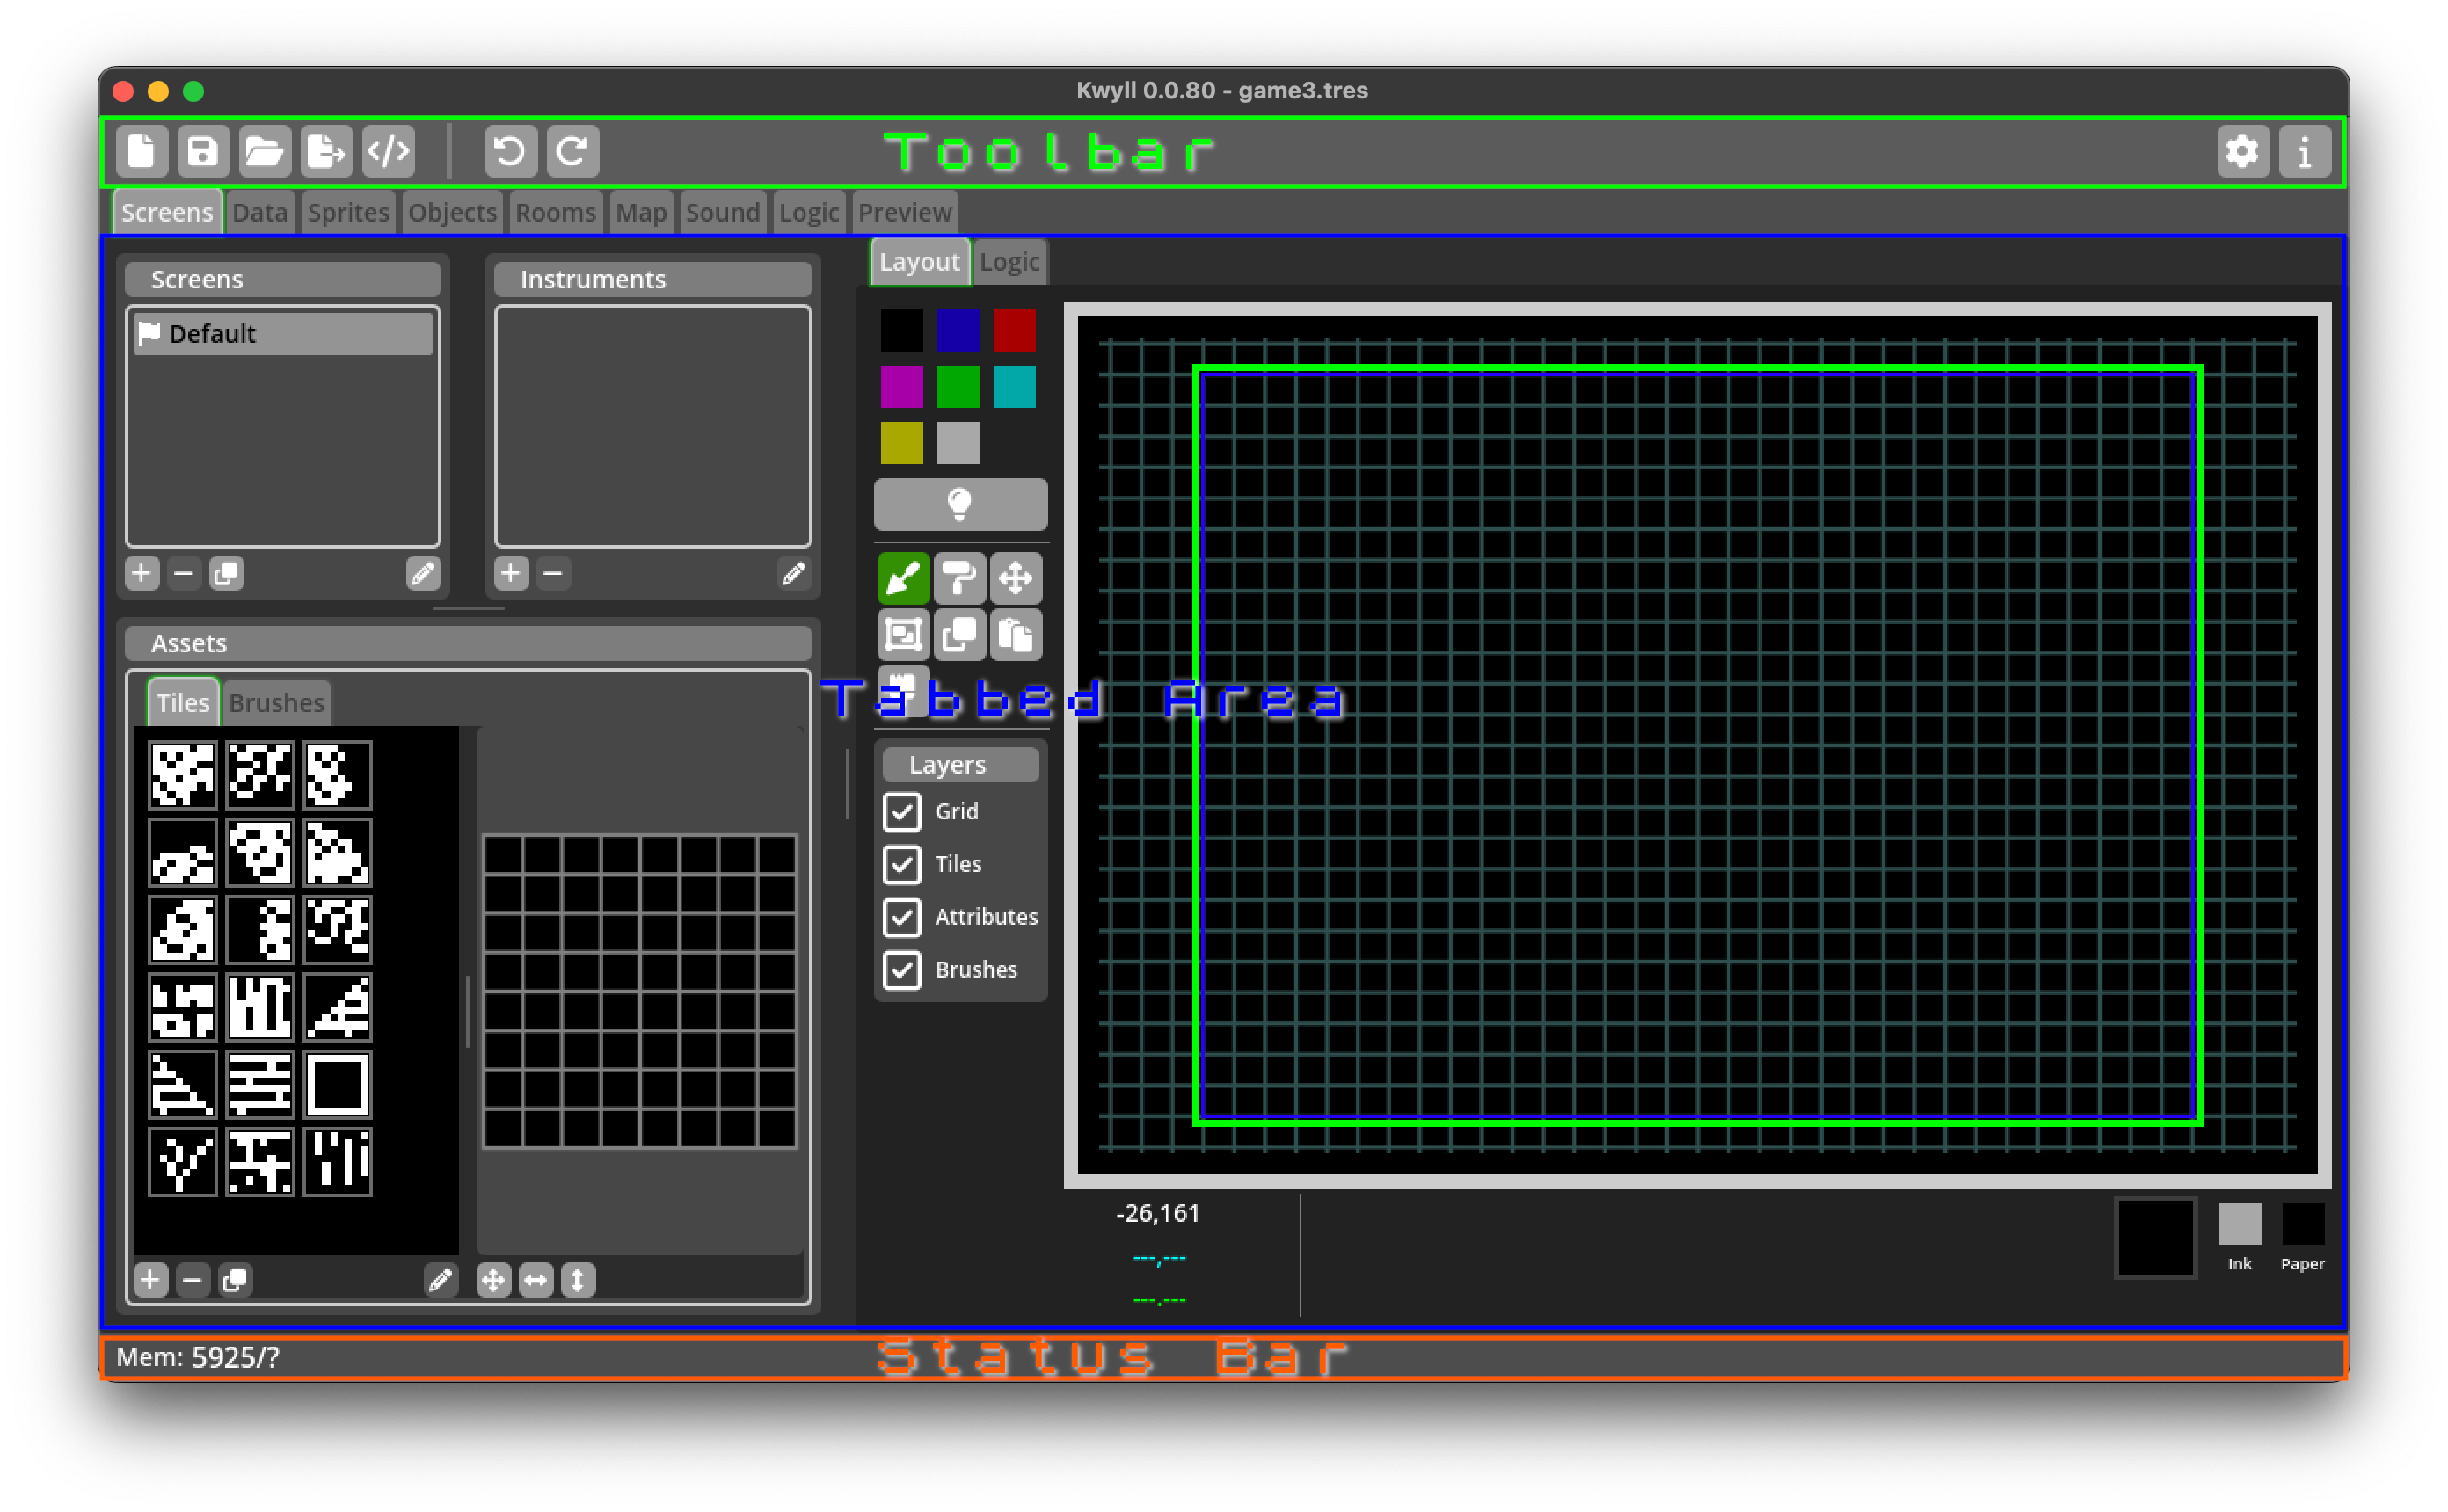 Kwyll 0.0.80 - game3.tres
Toolbar
Screens Data Sprites Objects Rooms Map Sound Logic Preview
Layout Logic
Screens
Default
Instruments
Assets
Tiles Brushes
Tabbed Area
Layers
Grid
Tiles
Attributes
Brushes
-26,161
---,---
---,---
Ink
Paper
Mem: 5925/?
Status Bar